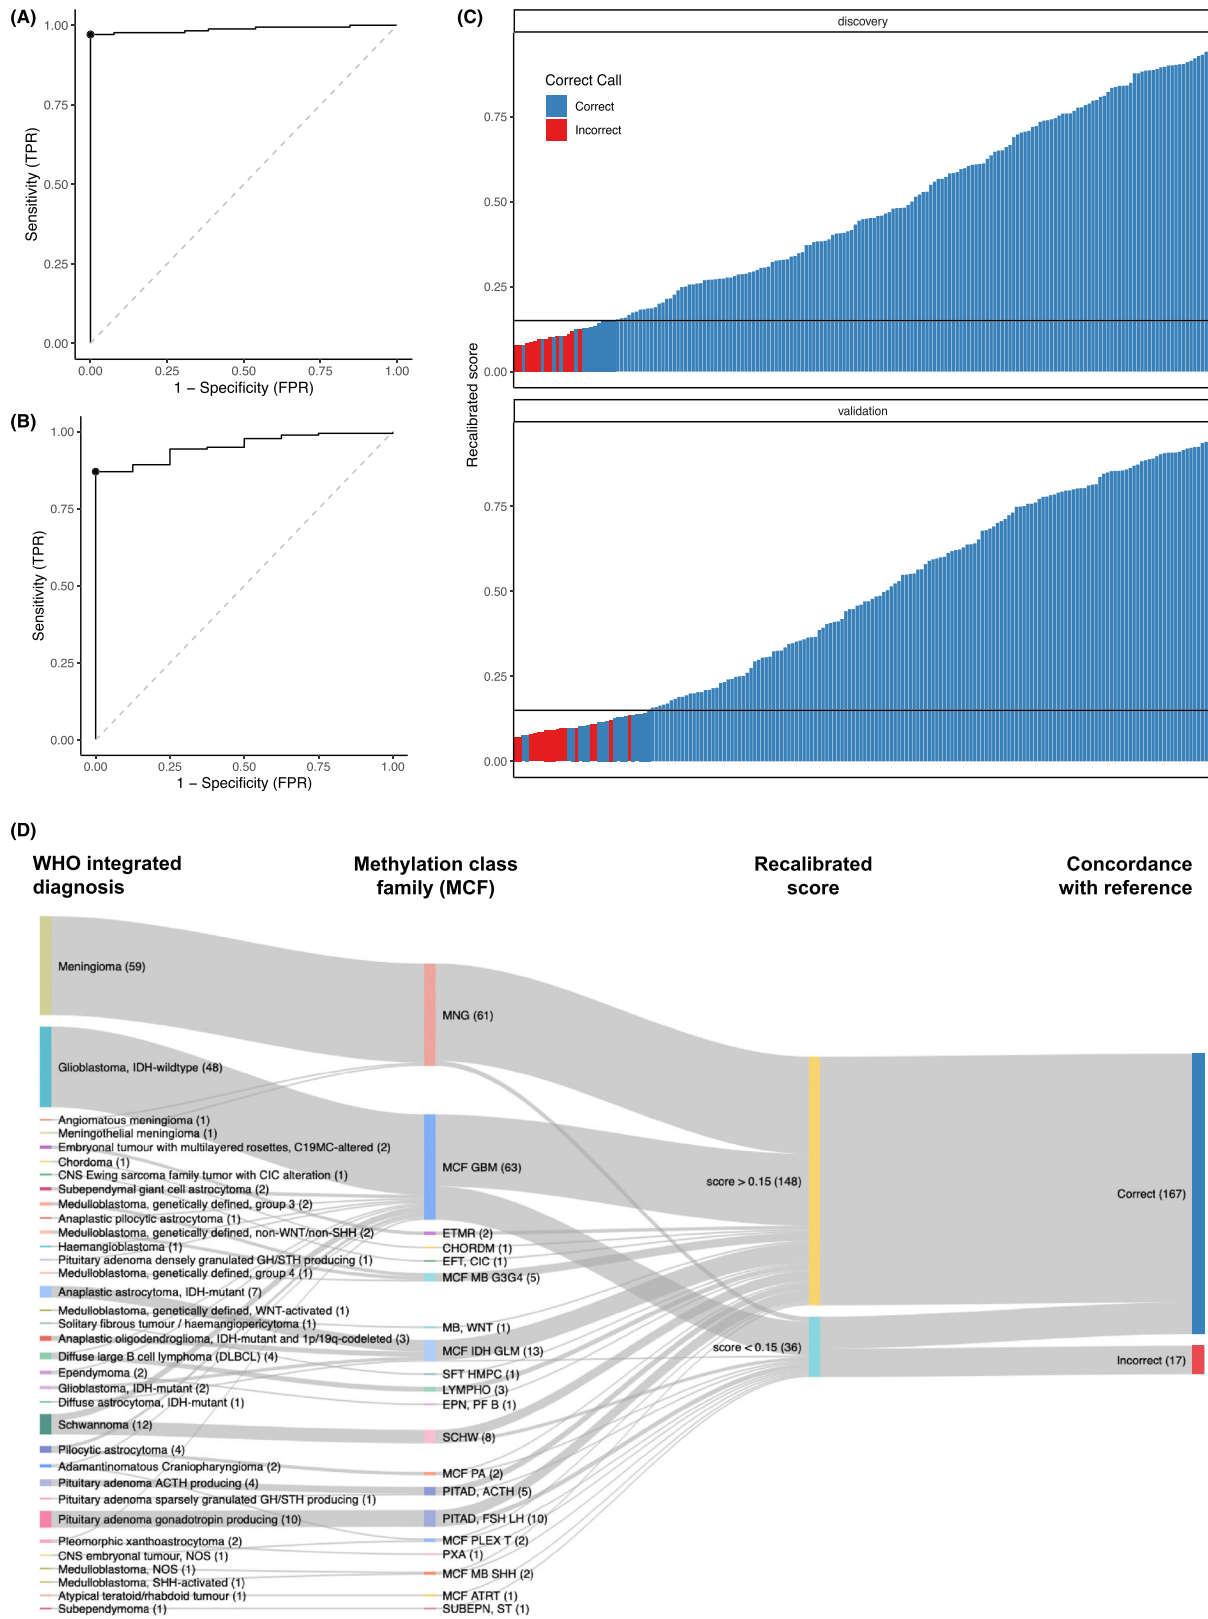 (A)
1.00
0.75
0.50
0.25
0.00
Sensitivity (TPR)
0.00
0.25
0.50
0.75
1.00
1 − Specificity (FPR)
(B)
1.00
0.75
0.50
0.25
0.00
Sensitivity (TPR)
0.00
0.25
0.50
0.75
1.00
1 − Specificity (FPR)
(C)
discovery
Correct Call
Correct
Incorrect
0.75
0.50
0.25
0.00
Recalibrated score
validation
0.75
0.50
0.25
0.00
(D)
WHO integrated
diagnosis
Methylation class
family (MCF)
Recalibrated
score
Concordance
with reference
Meningioma (59)
Glioblastoma, IDH-wildtype (48)
Angiomatous meningioma (1)
Meningothelial meningioma (1)
Embryonal tumour with multilayered rosettes, C19MC-altered (2)
Chordoma (1)
CNS Ewing sarcoma family tumor with CIC alteration (1)
Subependymal giant cell astrocytoma (2)
Medulloblastoma, genetically defined, group 3 (2)
Anaplastic pilocytic astrocytoma (1)
Medulloblastoma, genetically defined, non-WNT/non-SHH (2)
Haemangioblastoma (1)
Pituitary adenoma densely granulated GH/STH producing (1)
Medulloblastoma, genetically defined, group 4 (1)
Anaplastic astrocytoma, IDH-mutant (7)
Medulloblastoma, genetically defined, WNT-activated (1)
Solitary fibrous tumour / haemangiopericytoma (1)
Anaplastic oligodendroglioma, IDH-mutant and 1p/19q-codeleted (3)
Diffuse large B cell lymphoma (DLBCL) (4)
Ependymoma (2)
Glioblastoma, IDH-mutant (2)
Diffuse astrocytoma, IDH-mutant (1)
Schwannoma (12)
Pilocytic astrocytoma (4)
Adamantinomatous Craniopharyngioma (2)
Pituitary adenoma ACTH producing (4)
Pituitary adenoma sparsely granulated GH/STH producing (1)
Pituitary adenoma gonadotropin producing (10)
Pleomorphic xanthoastrocytoma (2)
CNS embryonal tumour, NOS (1)
Medulloblastoma, NOS (1)
Medulloblastoma, SHH-activated (1)
Atypical teratoid/rhabdoid tumour (1)
Subependymoma (1)
MNG (61)
MCF GBM (63)
ETMR (2)
CHORDM (1)
EFT, CIC (1)
MCF MB G3G4 (5)
MB, WNT (1)
MCF IDH GLM (13)
SFT HMPC (1)
LYMPHO (3)
EPN, PF B (1)
SCHW (8)
MCF PA (2)
PITAD, ACTH (5)
PITAD, FSH LH (10)
MCF PLEX T (2)
PXA (1)
MCF MB SHH (2)
MCF ATRT (1)
SUBEPN, ST (1)
score > 0.15 (148)
score < 0.15 (36)
Correct (167)
Incorrect (17)